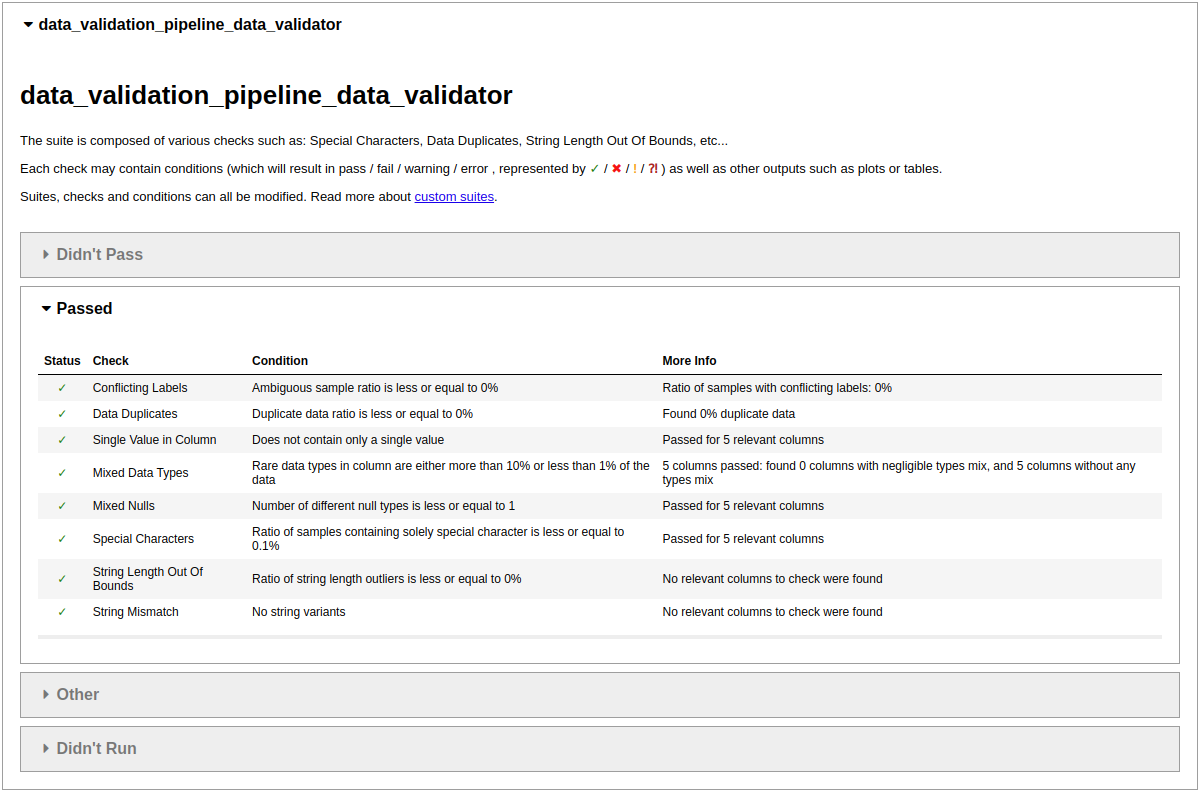 data_validation_pipeline_data_validator
data_validation_pipeline_data_validator
The suite is composed of various checks such as: Special Characters, Data Duplicates, String Length Out Of Bounds, etc...
Each check may contain conditions (which will result in pass / fail / warning / error , represented by ✓ / ✖ / ! / ⁈ ) as well as other outputs such as plots or tables.
Suites, checks and conditions can all be modified. Read more about custom suites.
Didn't Pass
Passed
Status Check Condition More Info
✓ Conflicting Labels Ambiguous sample ratio is less or equal to 0% Ratio of samples with conflicting labels: 0%
✓ Data Duplicates Duplicate data ratio is less or equal to 0% Found 0% duplicate data
✓ Single Value in Column Does not contain only a single value Passed for 5 relevant columns
✓ Mixed Data Types Rare data types in column are either more than 10% or less than 1% of the
data 5 columns passed: found 0 columns with negligible types mix, and 5 columns without any
types mix
✓ Mixed Nulls Number of different null types is less or equal to 1 Passed for 5 relevant columns
✓ Special Characters Ratio of samples containing solely special character is less or equal to
0.1% Passed for 5 relevant columns
✓ String Length Out Of
Bounds Ratio of string length outliers is less or equal to 0% No relevant columns to check were found
✓ String Mismatch No string variants No relevant columns to check were found
Other
Didn't Run